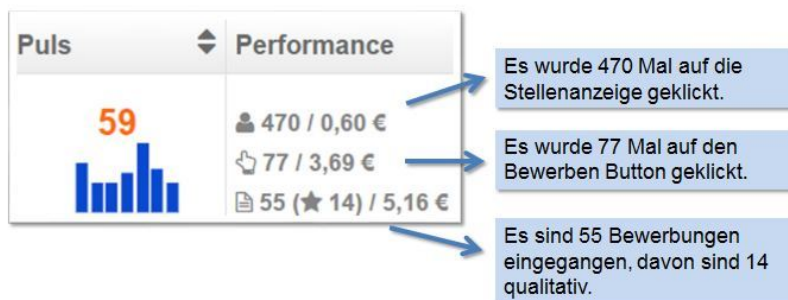 Puls Performance
59
470 / 0,60 €
77 / 3,69 €
55 (★ 14) / 5,16 €
Es wurde 470 Mal auf die
Stellenanzeige geklickt.
Es wurde 77 Mal auf den
Bewerben Button geklickt.
Es sind 55 Bewerbungen
eingegangen, davon sind 14
qualitativ.